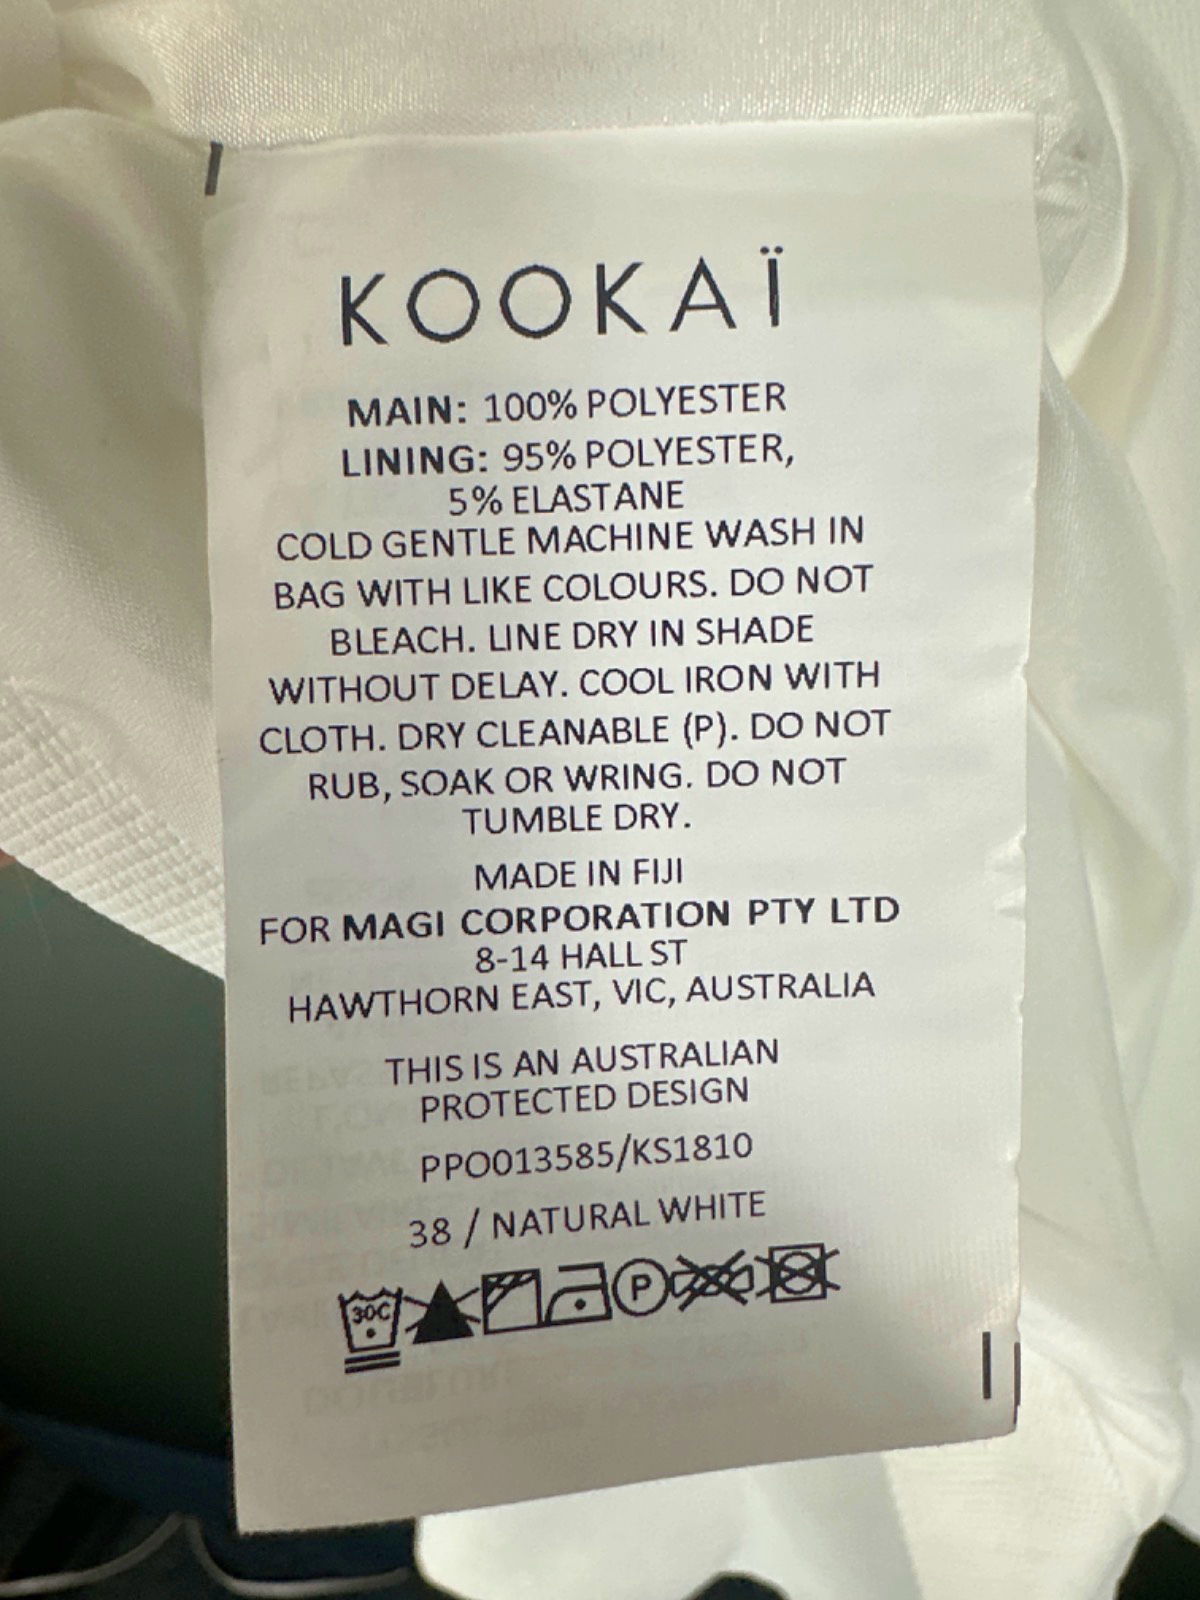 KOOKAÏ
MAIN: 100% POLYESTER
LINING: 95% POLYESTER,
5% ELASTANE
COLD GENTLE MACHINE WASH IN
BAG WITH LIKE COLOURS. DO NOT
BLEACH. LINE DRY IN SHADE
WITHOUT DELAY. COOL IRON WITH
CLOTH. DRY CLEANABLE (P). DO NOT
RUB, SOAK OR WRING. DO NOT
TUMBLE DRY.
MADE IN FIJI
FOR MAGI CORPORATION PTY LTD
8-14 HALL ST
HAWTHORN EAST, VIC, AUSTRALIA
THIS IS AN AUSTRALIAN
PROTECTED DESIGN
PPO013585/KS1810
38 / NATURAL WHITE
30C P